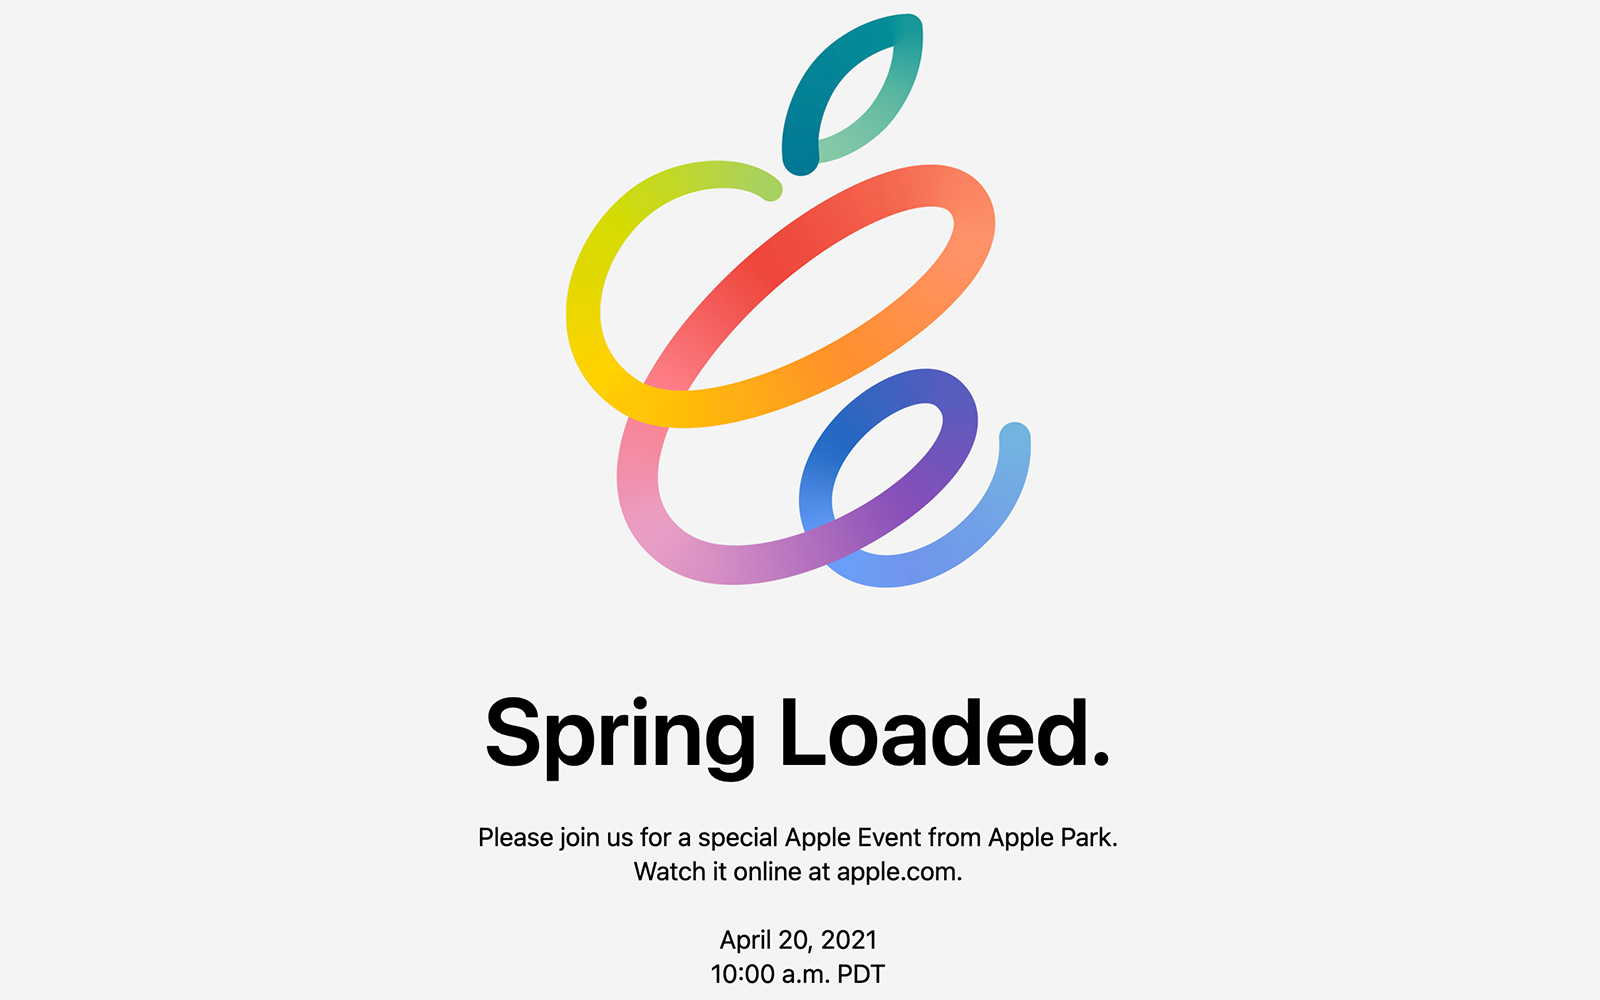 Spring Loaded.
Please join us for a special Apple Event from Apple Park.
Watch it online at apple.com.
April 20, 2021
10:00 a.m. PDT